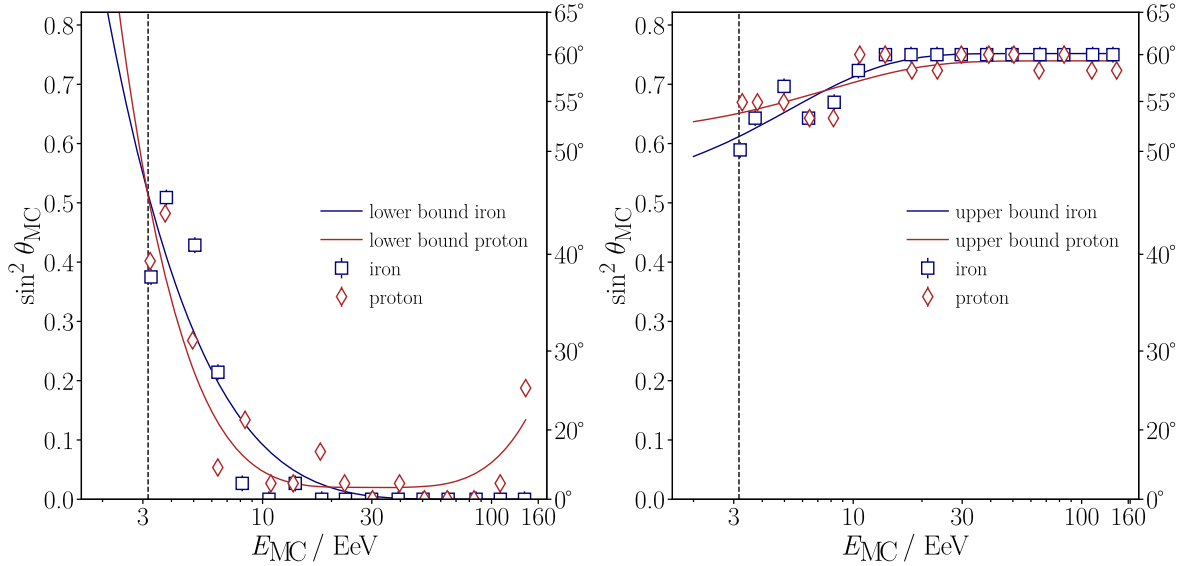 0.8
0.7
0.6
0.5
0.4
0.3
0.2
0.1
0.0
sin² θMC
65°
60°
55°
50°
40°
30°
20°
0°
lower bound iron
lower bound proton
iron
proton
3 10 30 100 160
EMC / EeV
0.8
0.7
0.6
0.5
0.4
0.3
0.2
0.1
0.0
sin² θMC
65°
60°
55°
50°
40°
30°
20°
0°
upper bound iron
upper bound proton
iron
proton
3 10 30 100 160
EMC / EeV